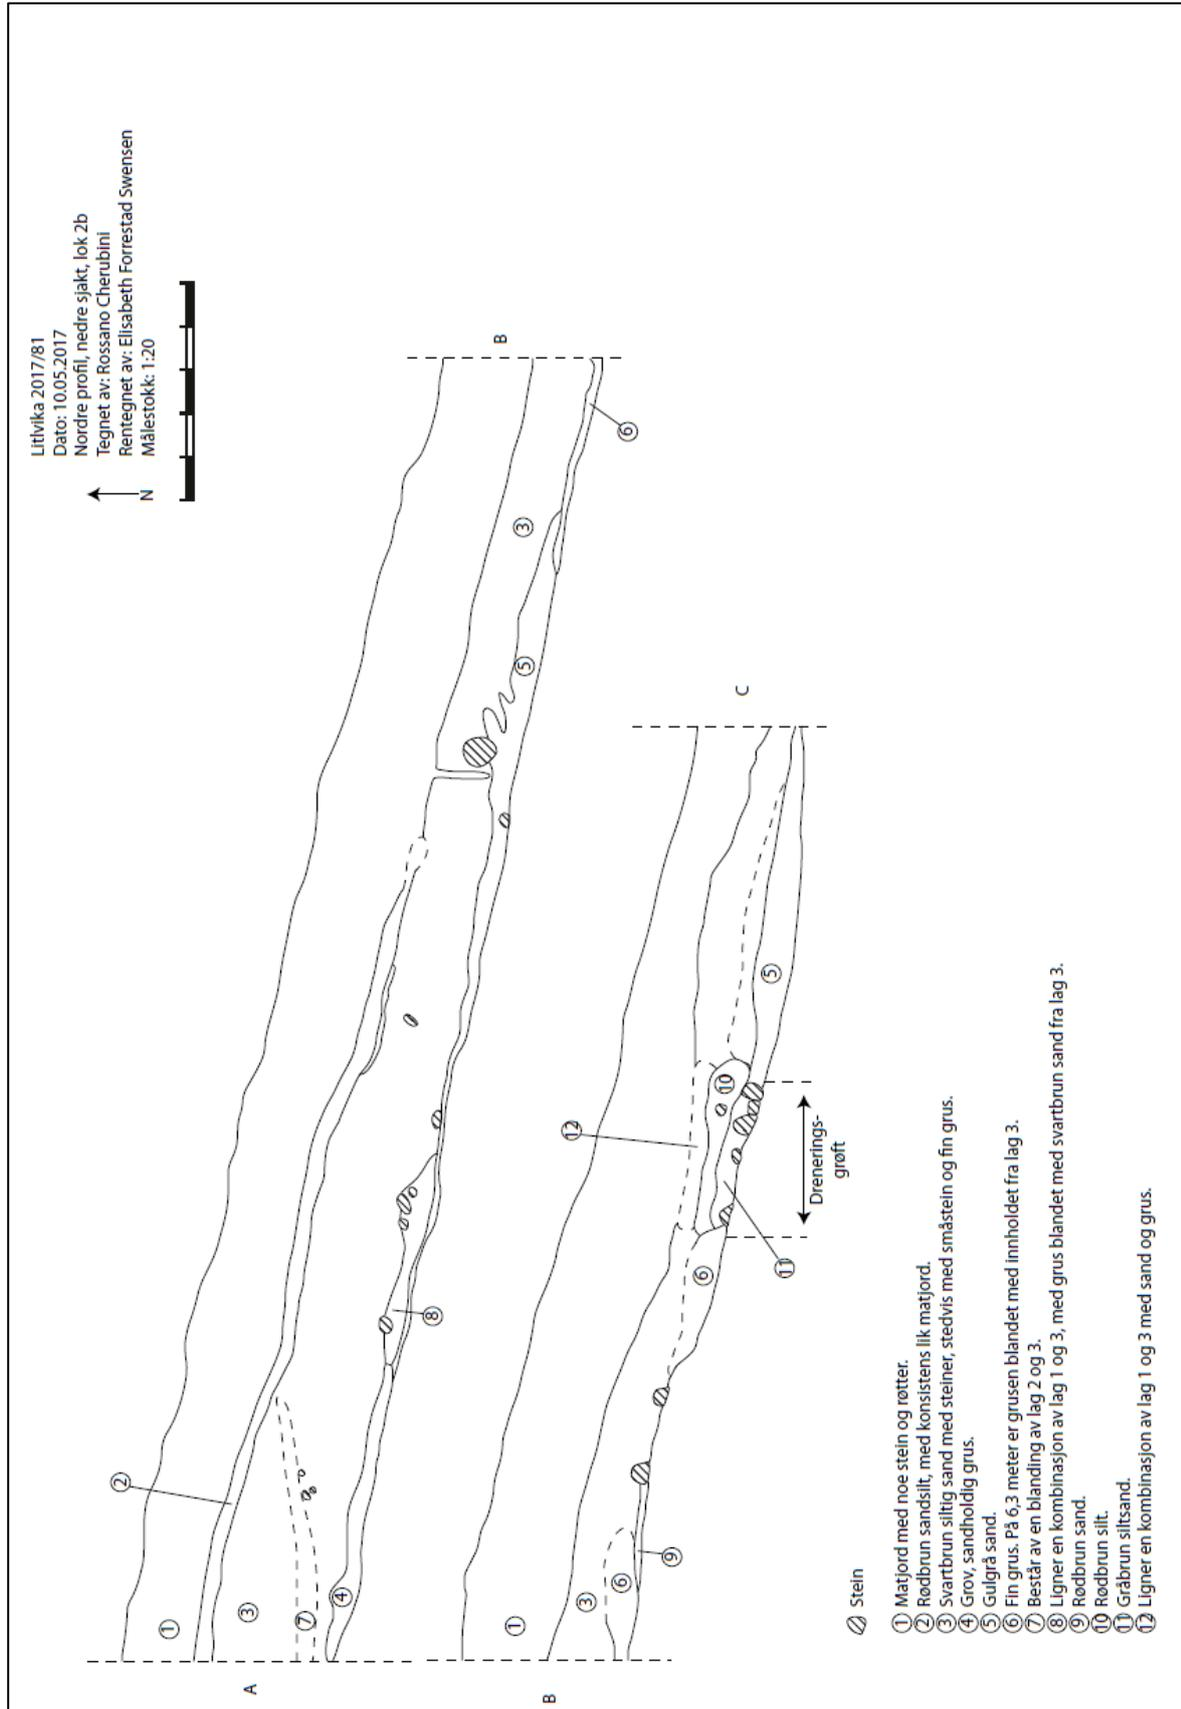 Litlvika 2017/81
Dato: 10.05.2017
Nordre profil, nedre sjakt, lok 2b
Tegnet av: Rossano Cherubini
Rentegnet av: Elisabeth Forrestad Swensen
Målestokk: 1:20
N
A
1
2
3
7
4
8
5
3
6
B
B
1
3
6
9
6
11
12
10
5
C
Drenerings-
grøft
Stein
1 Matjord med noe stein og røtter.
2 Rødbrun sandsilt, med konsistens lik matjord.
3 Svartbrun siltig sand med steiner, stedvis med småstein og fin grus.
4 Grov, sandholdig grus.
5 Gulgrå sand.
6 Fin grus. På 6,3 meter er grusen blandet med innholdet fra lag 3.
7 Består av en blanding av lag 2 og 3.
8 Ligner en kombinasjon av lag 1 og 3, med grus blandet med svartbrun sand fra lag 3.
9 Rødbrun sand.
10 Rødbrun silt.
11 Gråbrun siltsand.
12 Ligner en kombinasjon av lag 1 og 3 med sand og grus.